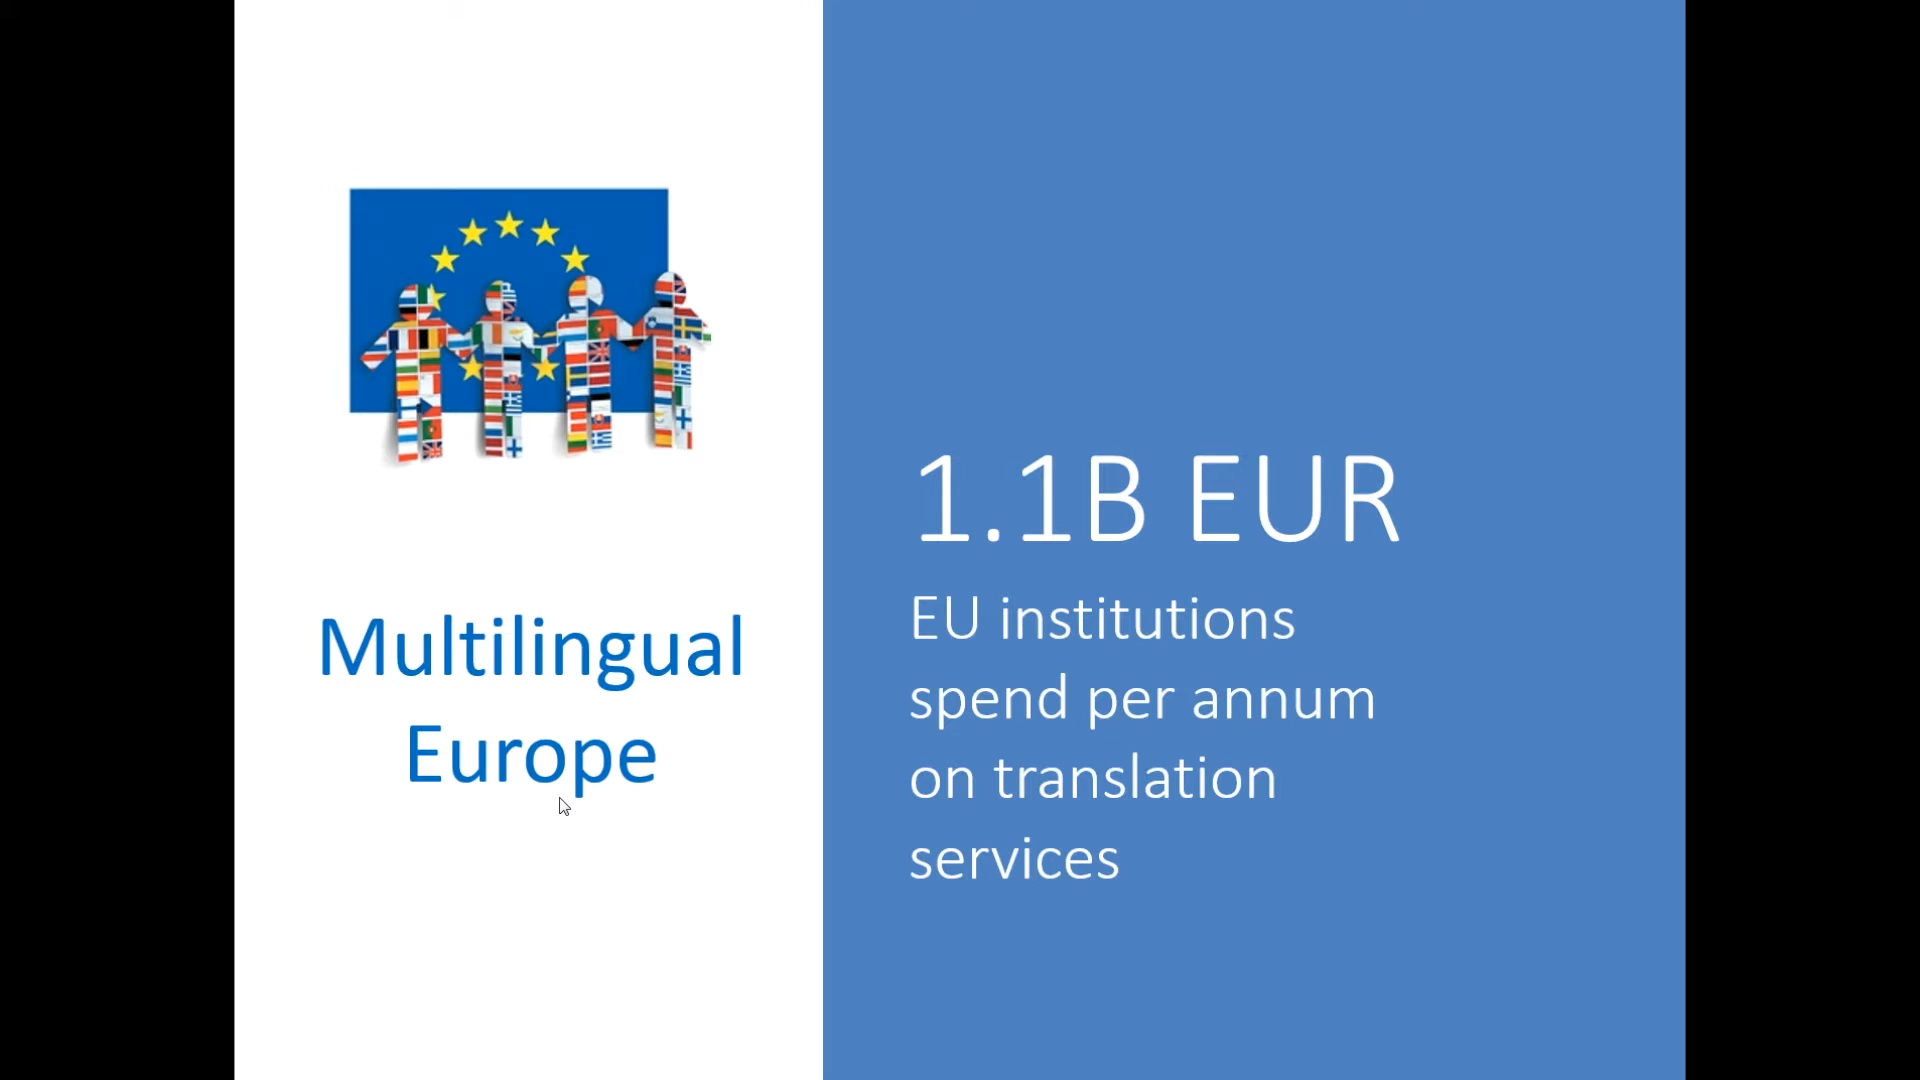 Multilingual
Europe
1.1B EUR
EU institutions
spend per annum
on translation
services